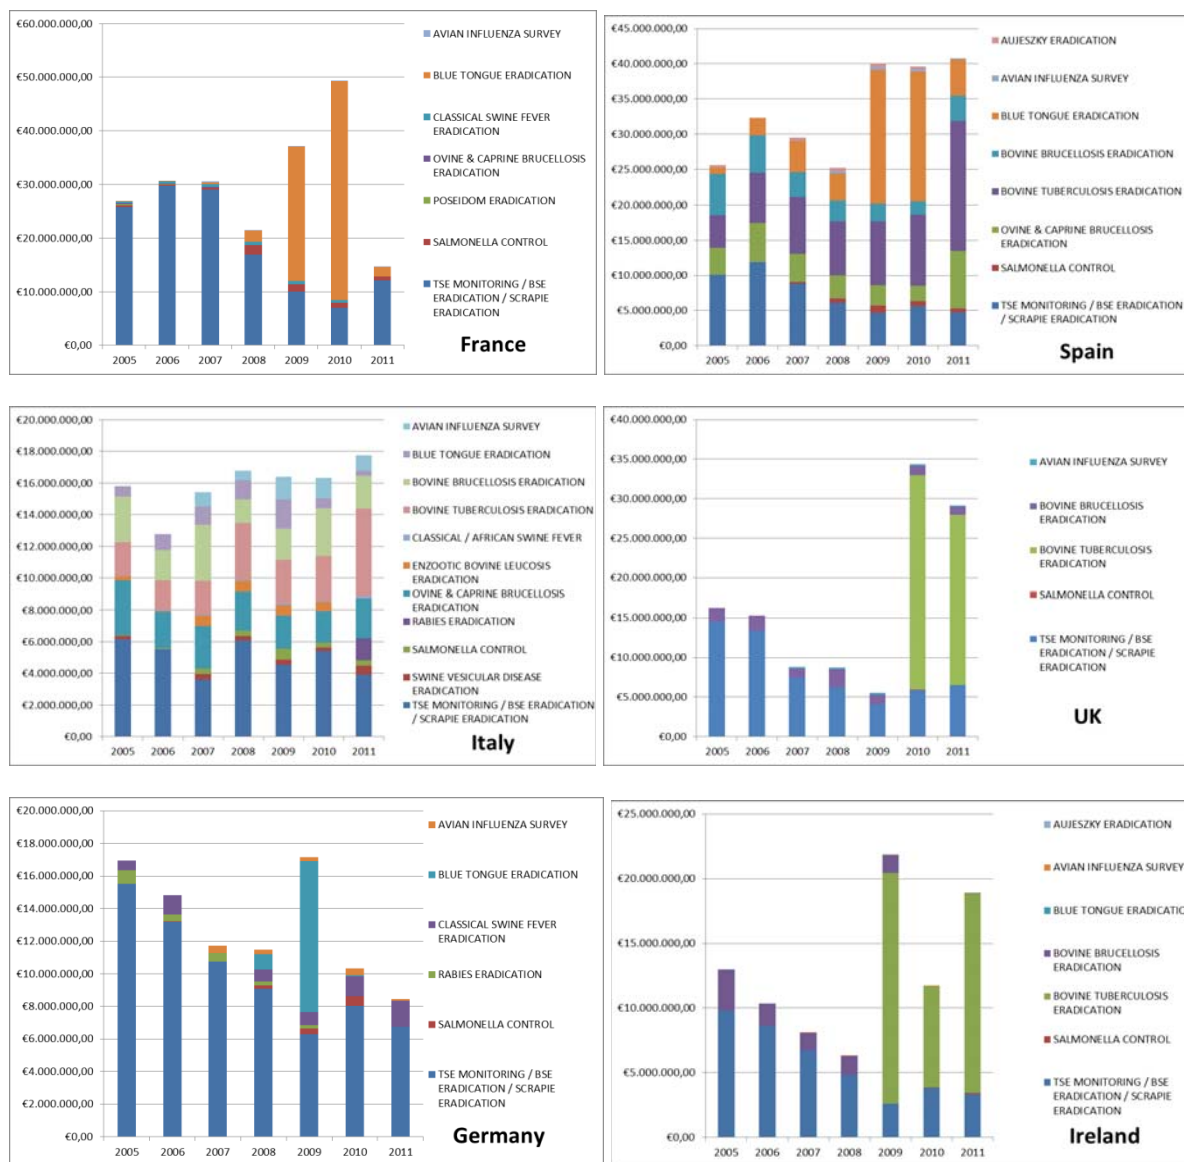 €60.000.000,00
€50.000.000,00
€40.000.000,00
€30.000.000,00
€20.000.000,00
€10.000.000,00
€0,00
2005 2006 2007 2008 2009 2010 2011
AVIAN INFLUENZA SURVEY
BLUE TONGUE ERADICATION
CLASSICAL SWINE FEVER
ERADICATION
OVINE & CAPRINE BRUCELLOSIS
ERADICATION
POSEIDOM ERADICATION
SALMONELLA CONTROL
TSE MONITORING / BSE
ERADICATION / SCRAPIE
ERADICATION
France
€45.000.000,00
€40.000.000,00
€35.000.000,00
€30.000.000,00
€25.000.000,00
€20.000.000,00
€15.000.000,00
€10.000.000,00
€5.000.000,00
€0,00
2005 2006 2007 2008 2009 2010 2011
AUJESZKY ERADICATION
AVIAN INFLUENZA SURVEY
BLUE TONGUE ERADICATION
BOVINE BRUCELLOSIS ERADICATION
BOVINE TUBERCULOSIS ERADICATION
OVINE & CAPRINE BRUCELLOSIS
ERADICATION
SALMONELLA CONTROL
TSE MONITORING / BSE ERADICATION
/ SCRAPIE ERADICATION
Spain
€20.000.000,00
€18.000.000,00
€16.000.000,00
€14.000.000,00
€12.000.000,00
€10.000.000,00
€8.000.000,00
€6.000.000,00
€4.000.000,00
€2.000.000,00
€0,00
2005 2006 2007 2008 2009 2010 2011
AVIAN INFLUENZA SURVEY
BLUE TONGUE ERADICATION
BOVINE BRUCELLOSIS ERADICATION
BOVINE TUBERCULOSIS ERADICATION
CLASSICAL / AFRICAN SWINE FEVER
ENZOOTIC BOVINE LEUCOSIS
ERADICATION
OVINE & CAPRINE BRUCELLOSIS
ERADICATION
RABIES ERADICATION
SALMONELLA CONTROL
SWINE VESICULAR DISEASE
ERADICATION
TSE MONITORING / BSE ERADICATION
/ SCRAPIE ERADICATION
Italy
€40.000.000,00
€35.000.000,00
€30.000.000,00
€25.000.000,00
€20.000.000,00
€15.000.000,00
€10.000.000,00
€5.000.000,00
€0,00
2005 2006 2007 2008 2009 2010 2011
AVIAN INFLUENZA SURVEY
BOVINE BRUCELLOSIS
ERADICATION
BOVINE TUBERCULOSIS
ERADICATION
SALMONELLA CONTROL
TSE MONITORING / BSE
ERADICATION / SCRAPIE ERADICATION
UK
€20.000.000,00
€18.000.000,00
€16.000.000,00
€14.000.000,00
€12.000.000,00
€10.000.000,00
€8.000.000,00
€6.000.000,00
€4.000.000,00
€2.000.000,00
€0,00
2005 2006 2007 2008 2009 2010 2011
AVIAN INFLUENZA SURVEY
BLUE TONGUE ERADICATION
CLASSICAL SWINE FEVER
ERADICATION
RABIES ERADICATION
SALMONELLA CONTROL
TSE MONITORING / BSE
ERADICATION / SCRAPIE
ERADICATION
Germany
€25.000.000,00
€20.000.000,00
€15.000.000,00
€10.000.000,00
€5.000.000,00
€0,00
2005 2006 2007 2008 2009 2010 2011
AUJESZKY ERADICATION
AVIAN INFLUENZA SURVEY
BLUE TONGUE ERADICATIO
BOVINE BRUCELLOSIS
ERADICATION
BOVINE TUBERCULOSIS
ERADICATION
SALMONELLA CONTROL
TSE MONITORING / BSE
ERADICATION / SCRAPIE
ERADICATION
Ireland